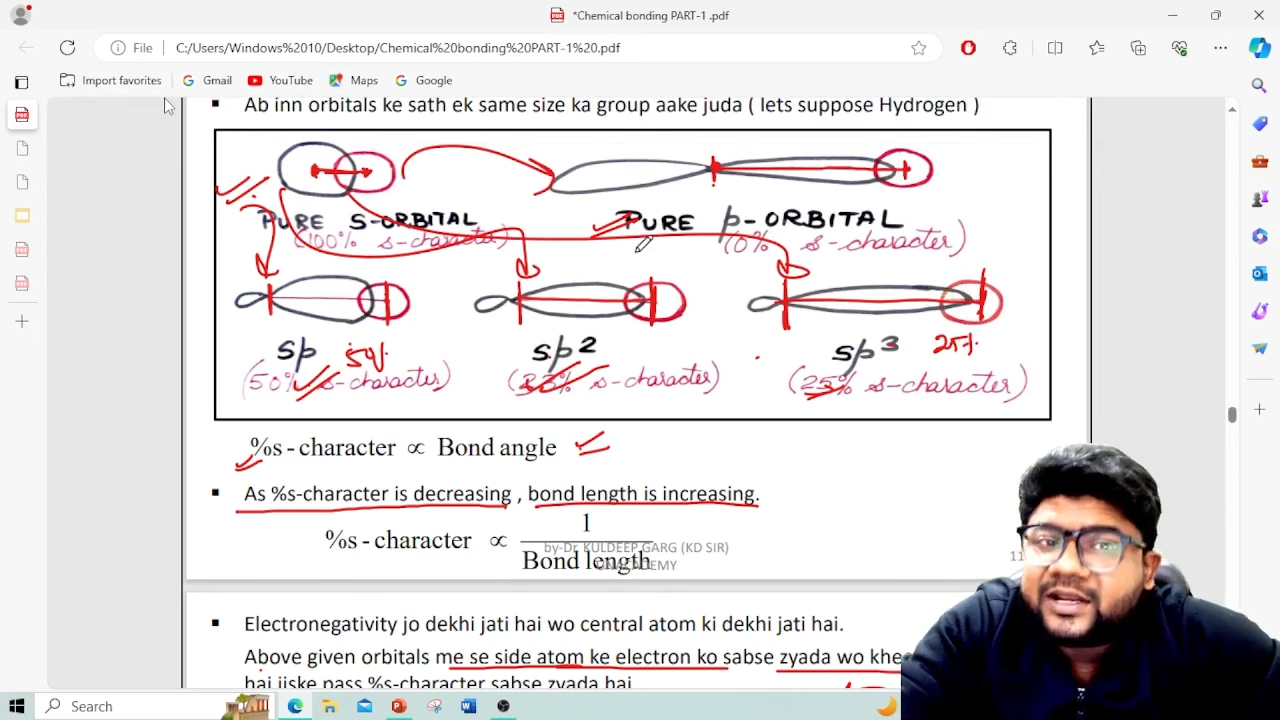 *Chemical bonding PART-1 .pdf
File C:/Users/Windows%2010/Desktop/Chemical%20bonding%20PART-1%20.pdf
Import favorites Gmail YouTube Maps Google
Ab inn orbitals ke sath ek same size ka group aake juda ( lets suppose Hydrogen )
PURE S-ORBITAL PURE p-ORBITAL
(100% s-character) (0% s-character)
sp 50% sp2 sp3 25%
(50% s-character) (33% s-character) (25% s-character)
%s-character ∝ Bond angle
As %s-character is decreasing , bond length is increasing.
%s-character ∝ 1
Bond length
by-Dr. KULDEEP GARG (KD SIR)
UNACADEMY
11
Electronegativity jo dekhi jati hai wo central atom ki dekhi jati hai.
Above given orbitals me se side atom ke electron ko sabse zyada wo
hai jiske pass %s-character sabse zyada hai
Search